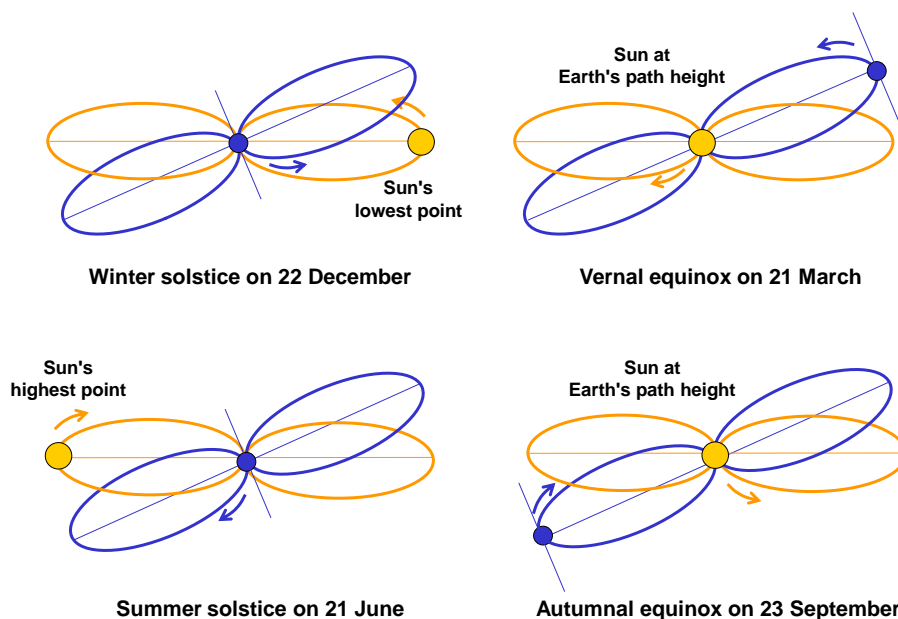 Sun's
lowest point
Winter solstice on 22 December
Sun at
Earth's path height
Vernal equinox on 21 March
Sun's
highest point
Summer solstice on 21 June
Sun at
Earth's path height
Autumnal equinox on 23 September